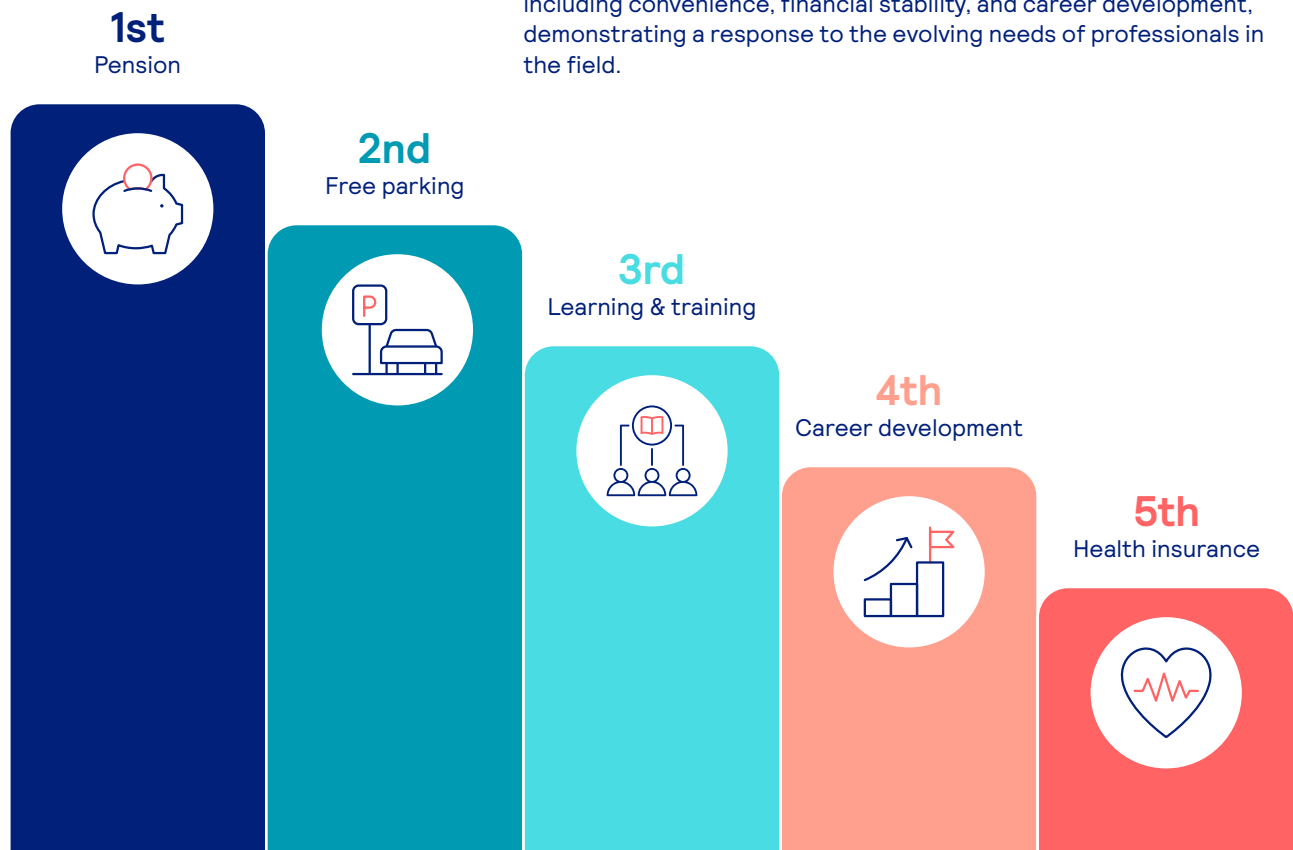 including convenience, financial stability, and career development,
demonstrating a response to the evolving needs of professionals in
the field.
1st
Pension
2nd
Free parking
P
3rd
Learning & training
4th
Career development
5th
Health insurance